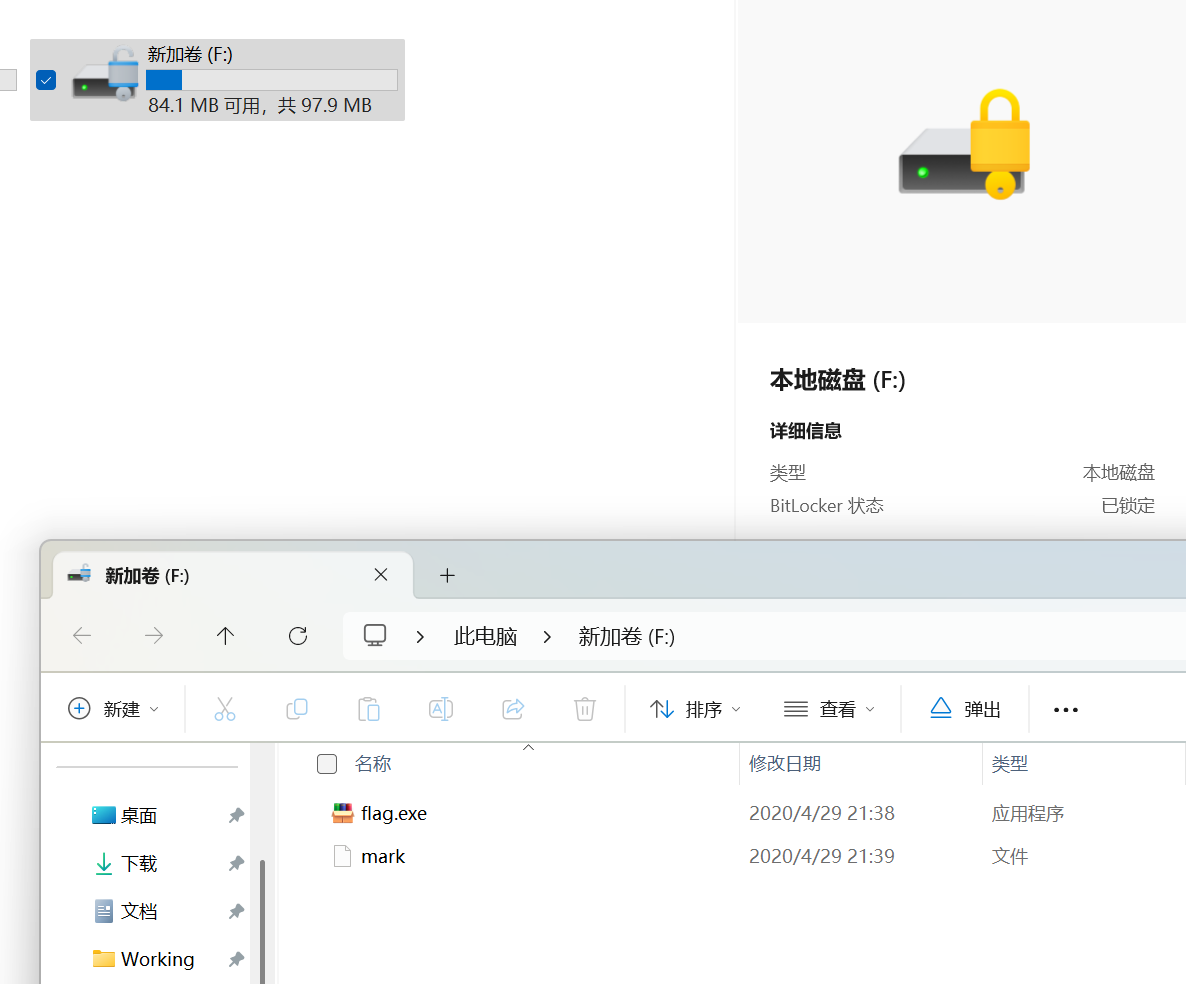 新加卷 (F:)
84.1 MB 可用，共 97.9 MB
本地磁盘 (F:)
详细信息
类型 本地磁盘
BitLocker 状态 已锁定
新加卷 (F:)
此电脑 > 新加卷 (F:)
新建 排序 查看 弹出
名称 修改日期 类型
桌面
下载
文档
Working
flag.exe 2020/4/29 21:38 应用程序
mark 2020/4/29 21:39 文件